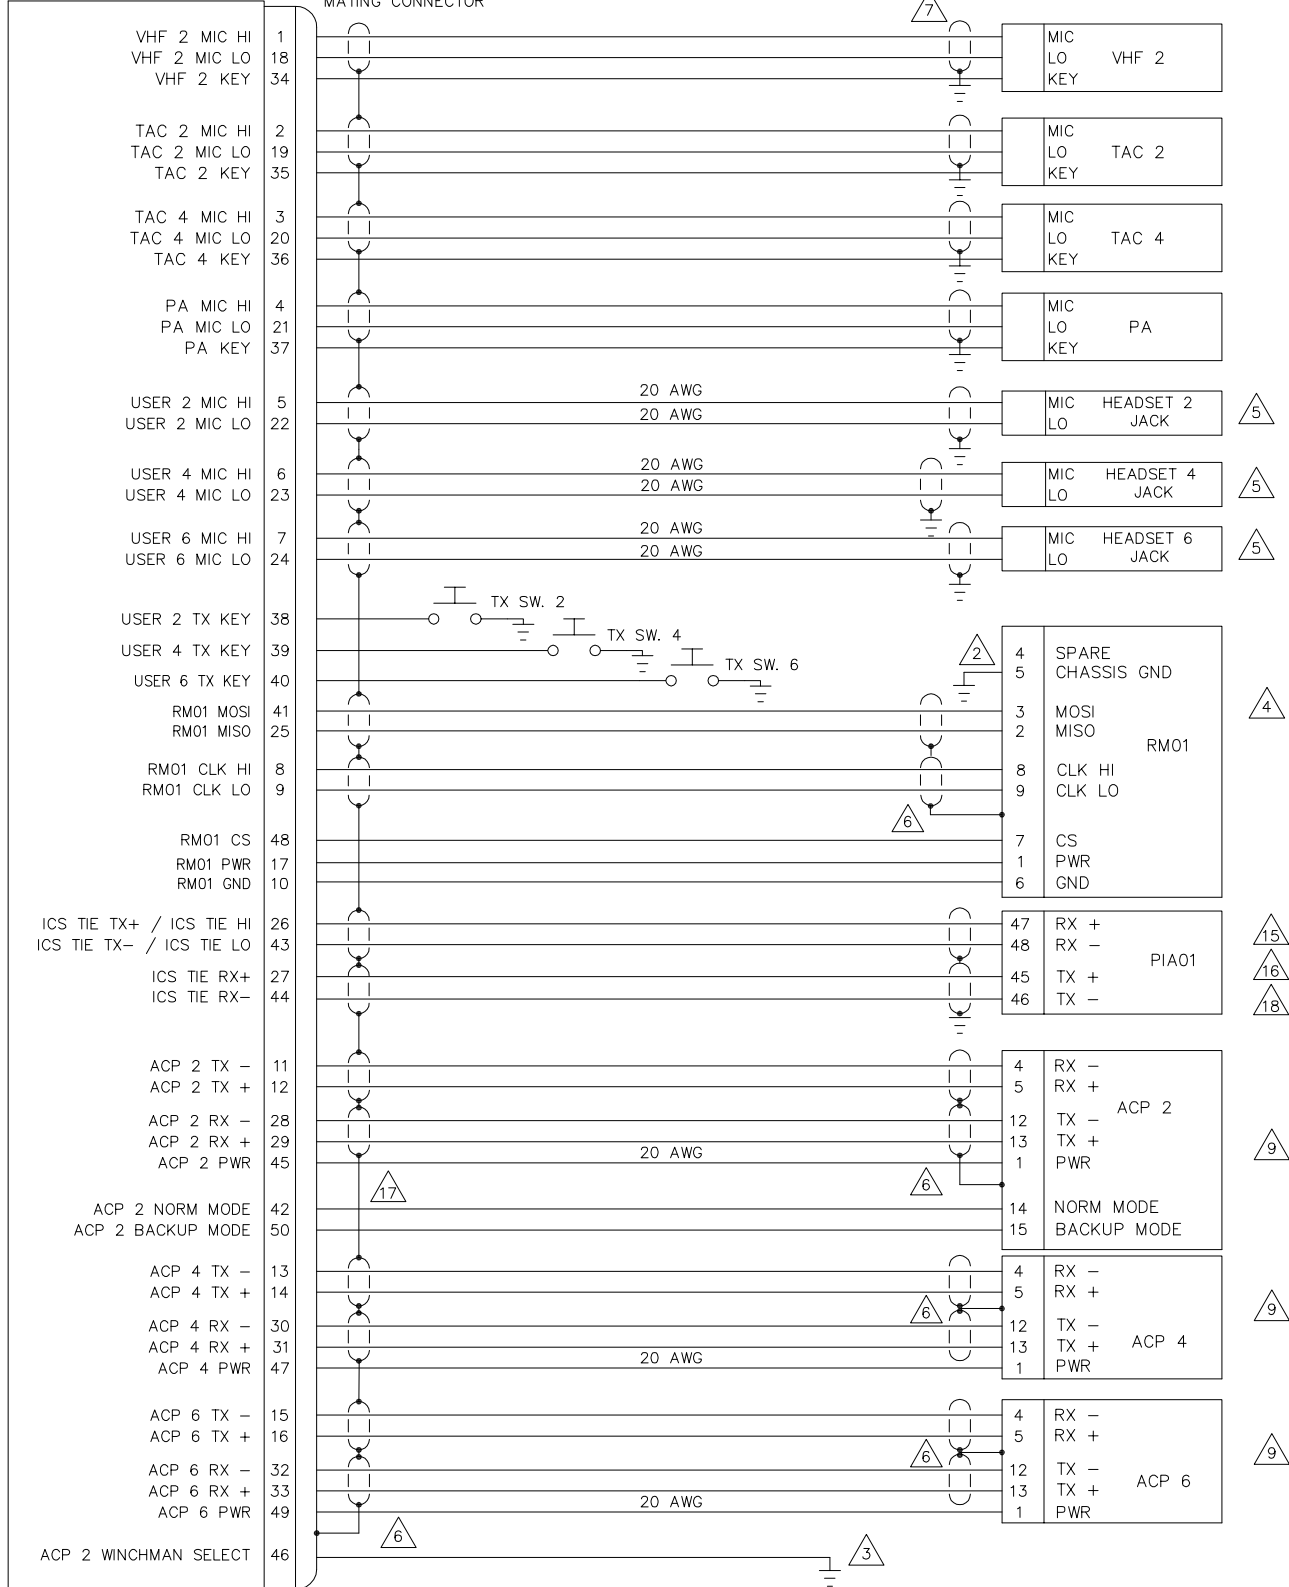 MATING CONNECTOR
7
VHF 2 MIC HI 1 MIC
VHF 2 MIC LO 18 LO VHF 2
VHF 2 KEY 34 KEY
TAC 2 MIC HI 2 MIC
TAC 2 MIC LO 19 LO TAC 2
TAC 2 KEY 35 KEY
TAC 4 MIC HI 3 MIC
TAC 4 MIC LO 20 LO TAC 4
TAC 4 KEY 36 KEY
PA MIC HI 4 MIC
PA MIC LO 21 LO PA
PA KEY 37 KEY
USER 2 MIC HI 5 20 AWG MIC HEADSET 2
USER 2 MIC LO 22 20 AWG LO JACK 5
USER 4 MIC HI 6 20 AWG MIC HEADSET 4
USER 4 MIC LO 23 20 AWG LO JACK 5
USER 6 MIC HI 7 20 AWG MIC HEADSET 6
USER 6 MIC LO 24 20 AWG LO JACK 5
USER 2 TX KEY 38 TX SW. 2
USER 4 TX KEY 39 TX SW. 4 2 4 SPARE
USER 6 TX KEY 40 TX SW. 6 5 CHASSIS GND
RM01 MOSI 41 3 MOSI 4
RM01 MISO 25 2 MISO
RM01
RM01 CLK HI 8 8 CLK HI
RM01 CLK LO 9 9 CLK LO
6
RM01 CS 48 7 CS
RM01 PWR 17 1 PWR
RM01 GND 10 6 GND
ICS TIE TX+ / ICS TIE HI 26 47 RX + 15
ICS TIE TX− / ICS TIE LO 43 48 RX −
PIA01 16
ICS TIE RX+ 27 45 TX +
ICS TIE RX− 44 46 TX − 18
ACP 2 TX − 11 4 RX −
ACP 2 TX + 12 5 RX +
ACP 2
ACP 2 RX − 28 12 TX −
ACP 2 RX + 29 13 TX + 9
ACP 2 PWR 45 20 AWG 1 PWR
17 6
ACP 2 NORM MODE 42 14 NORM MODE
ACP 2 BACKUP MODE 50 15 BACKUP MODE
ACP 4 TX − 13 4 RX −
ACP 4 TX + 14 5 RX +
6 9
ACP 4 RX − 30 12 TX −
ACP 4 RX + 31 13 TX + ACP 4
ACP 4 PWR 47 20 AWG 1 PWR
ACP 6 TX − 15 4 RX −
ACP 6 TX + 16 5 RX +
6 9
ACP 6 RX − 32 12 TX −
ACP 6 RX + 33 13 TX + ACP 6
ACP 6 PWR 49 20 AWG 1 PWR
6
ACP 2 WINCHMAN SELECT 46 3